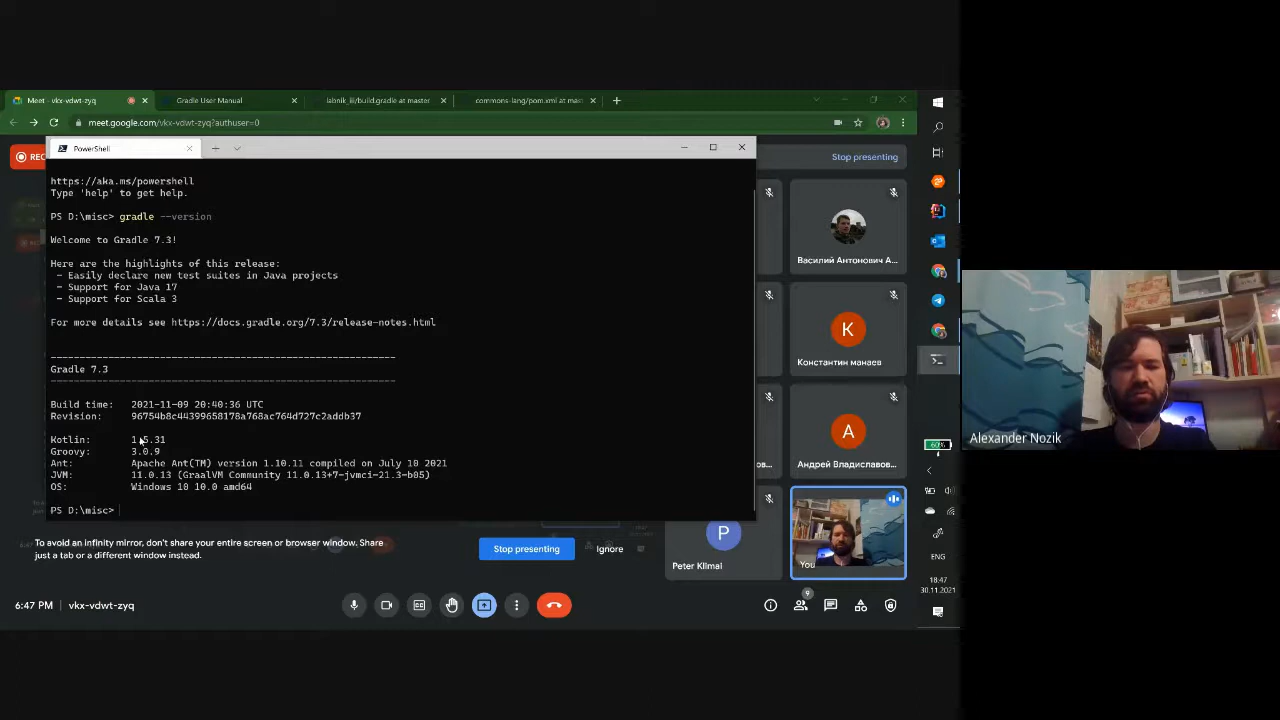 Meet - vkx-vdwt-zyq
Gradle User Manual
labnik_iii/build.gradle at master
commons-lang/pom.xml at mast
meet.google.com/vkx-vdwt-zyq?authuser=0
REC
PowerShell
Stop presenting
https://aka.ms/powershell
Type 'help' to get help.
PS D:\misc> gradle --version
Welcome to Gradle 7.3!
Here are the highlights of this release:
- Easily declare new test suites in Java projects
- Support for Java 17
- Support for Scala 3
For more details see https://docs.gradle.org/7.3/release-notes.html
------------------------------------------------------------
Gradle 7.3
------------------------------------------------------------
Build time: 2021-11-09 20:40:36 UTC
Revision: 96754b8c44399658178a768ac764d727c2addb37
Kotlin: 1.5.31
Groovy: 3.0.9
Ant: Apache Ant(TM) version 1.10.11 compiled on July 10 2021
JVM: 11.0.13 (GraalVM Community 11.0.13+7-jvmci-21.3-b05)
OS: Windows 10 10.0 amd64
PS D:\misc>
Василий Антонович А...
К
Константин манаев
А
Андрей Владиславов...
P
Peter Klimai
You
To avoid an infinity mirror, don't share your entire screen or browser window. Share
just a tab or a different window instead.
Stop presenting
Ignore
6:47 PM | vkx-vdwt-zyq
9
60%
ENG
18:47
30.11.2021
Alexander Nozik